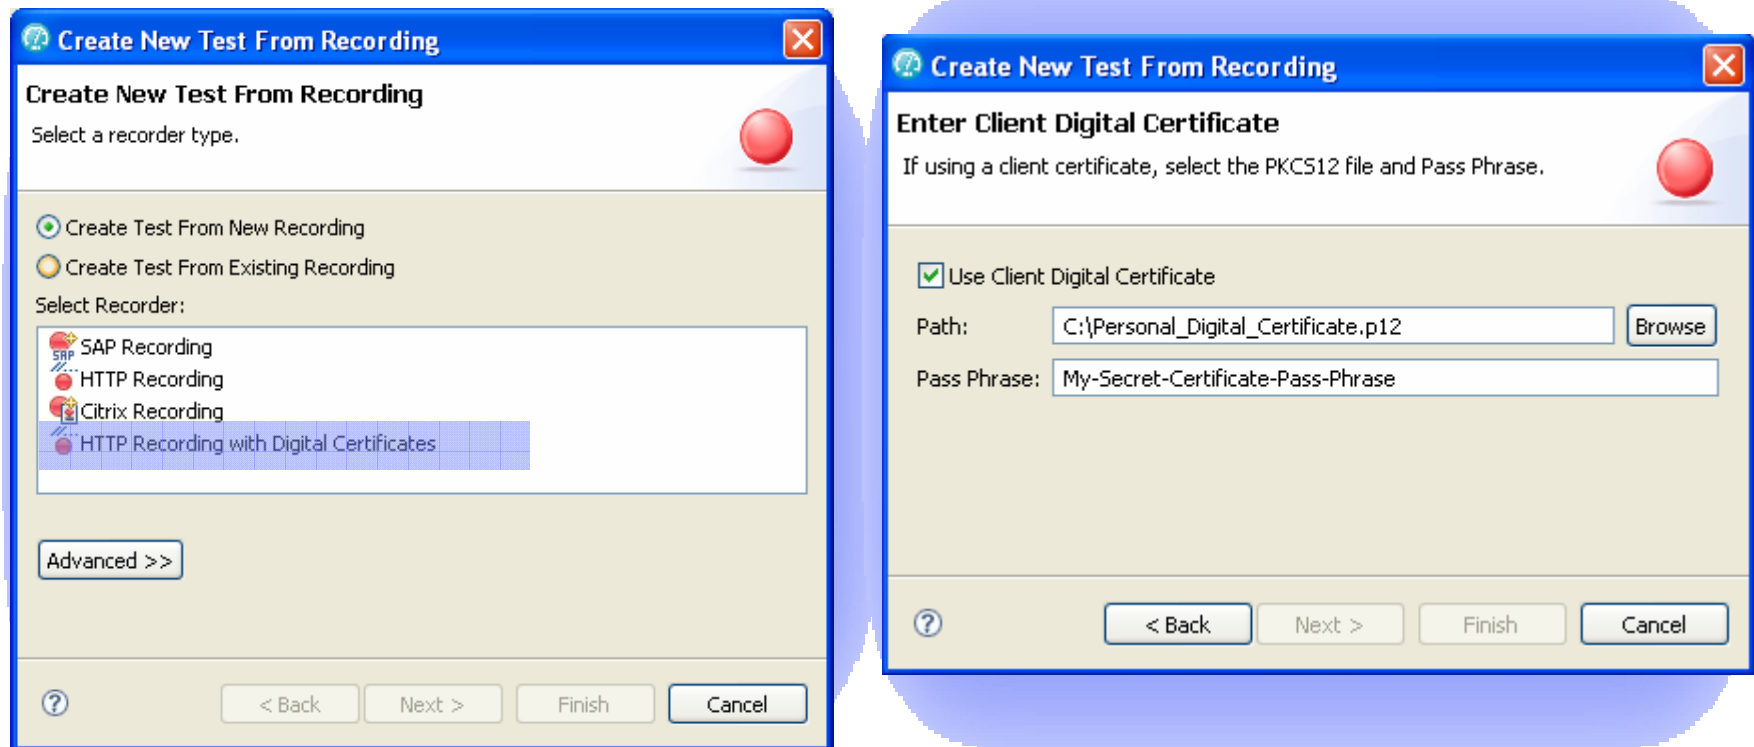 Create New Test From Recording
Create New Test From Recording
Select a recorder type.
Create Test From New Recording
Create Test From Existing Recording
Select Recorder:
SAP SAP Recording
HTTP Recording
Citrix Recording
HTTP Recording with Digital Certificates
Advanced >>
?
< Back
Next >
Finish
Cancel
Create New Test From Recording
Enter Client Digital Certificate
If using a client certificate, select the PKCS12 file and Pass Phrase.
Use Client Digital Certificate
Path: C:\Personal_Digital_Certificate.p12 Browse
Pass Phrase: My-Secret-Certificate-Pass-Phrase
?
< Back
Next >
Finish
Cancel